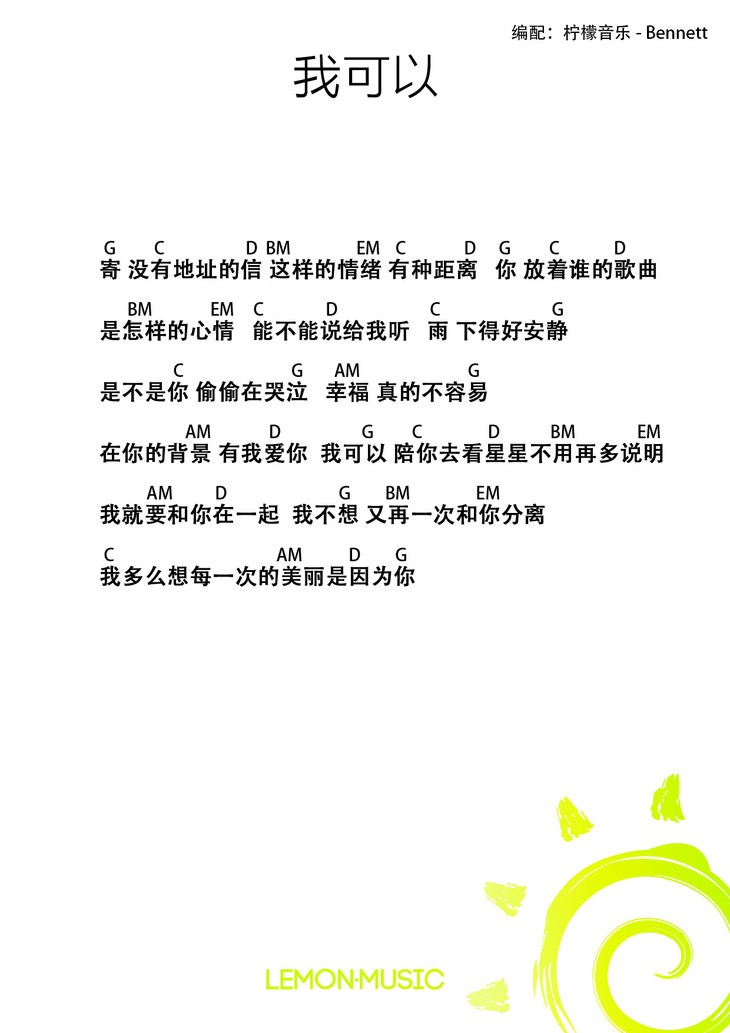 编配：柠檬音乐 - Bennett
我可以
G C D BM EM C D G C D
寄 没有地址的信 这样的情绪 有种距离 你 放着谁的歌曲
BM EM C D C G
是怎样的心情 能不能说给我听 雨 下得好安静
C G AM G
是不是你 偷偷在哭泣 幸福 真的不容易
AM D G C D BM EM
在你的背景 有我爱你 我可以 陪你去看星星不用再多说明
AM D G BM EM
我就要和你在一起 我不想 又再一次和你分离
C AM D G
我多么想每一次的美丽是因为你
LEMON·MUSIC